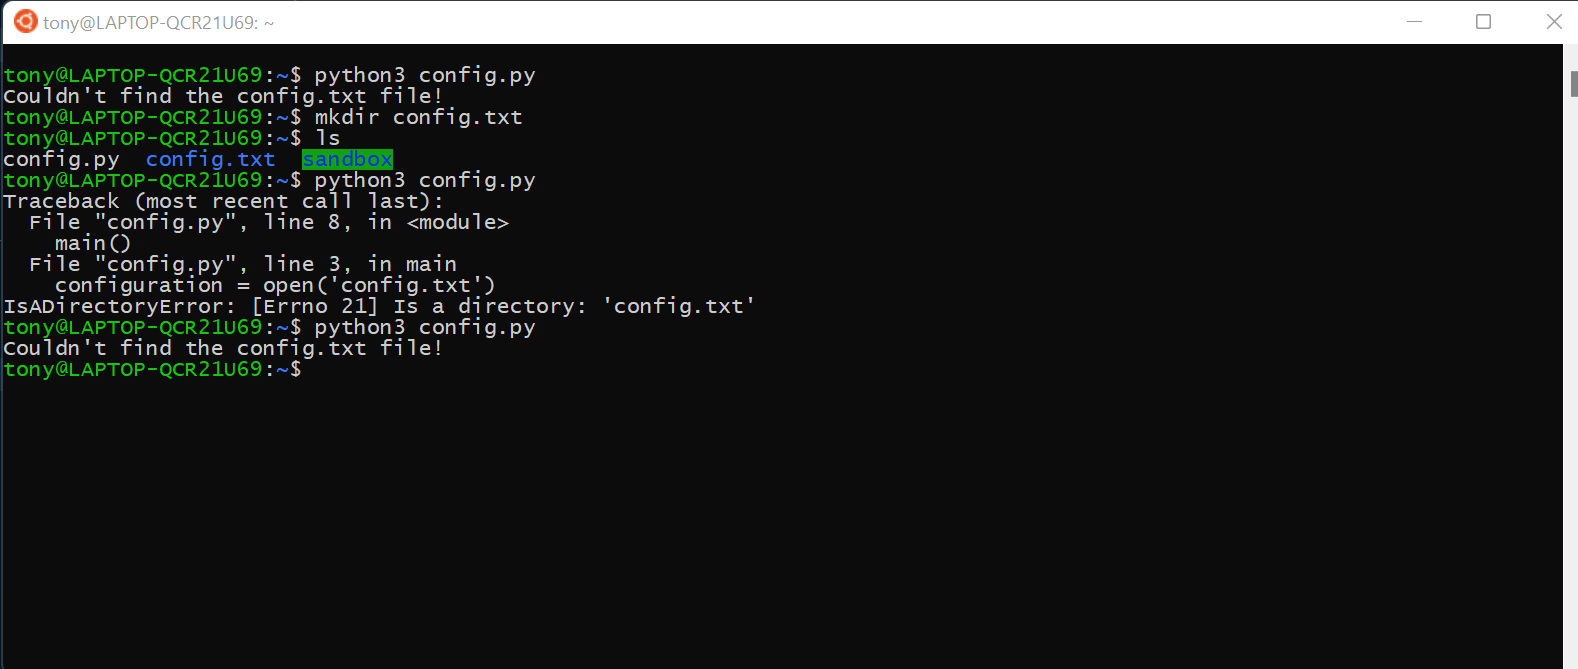 tony@LAPTOP-QCR21U69: ~
tony@LAPTOP-QCR21U69:~$ python3 config.py
Couldn't find the config.txt file!
tony@LAPTOP-QCR21U69:~$ mkdir config.txt
tony@LAPTOP-QCR21U69:~$ ls
config.py  config.txt  sandbox
tony@LAPTOP-QCR21U69:~$ python3 config.py
Traceback (most recent call last):
  File "config.py", line 8, in <module>
    main()
  File "config.py", line 3, in main
    configuration = open('config.txt')
IsADirectoryError: [Errno 21] Is a directory: 'config.txt'
tony@LAPTOP-QCR21U69:~$ python3 config.py
Couldn't find the config.txt file!
tony@LAPTOP-QCR21U69:~$